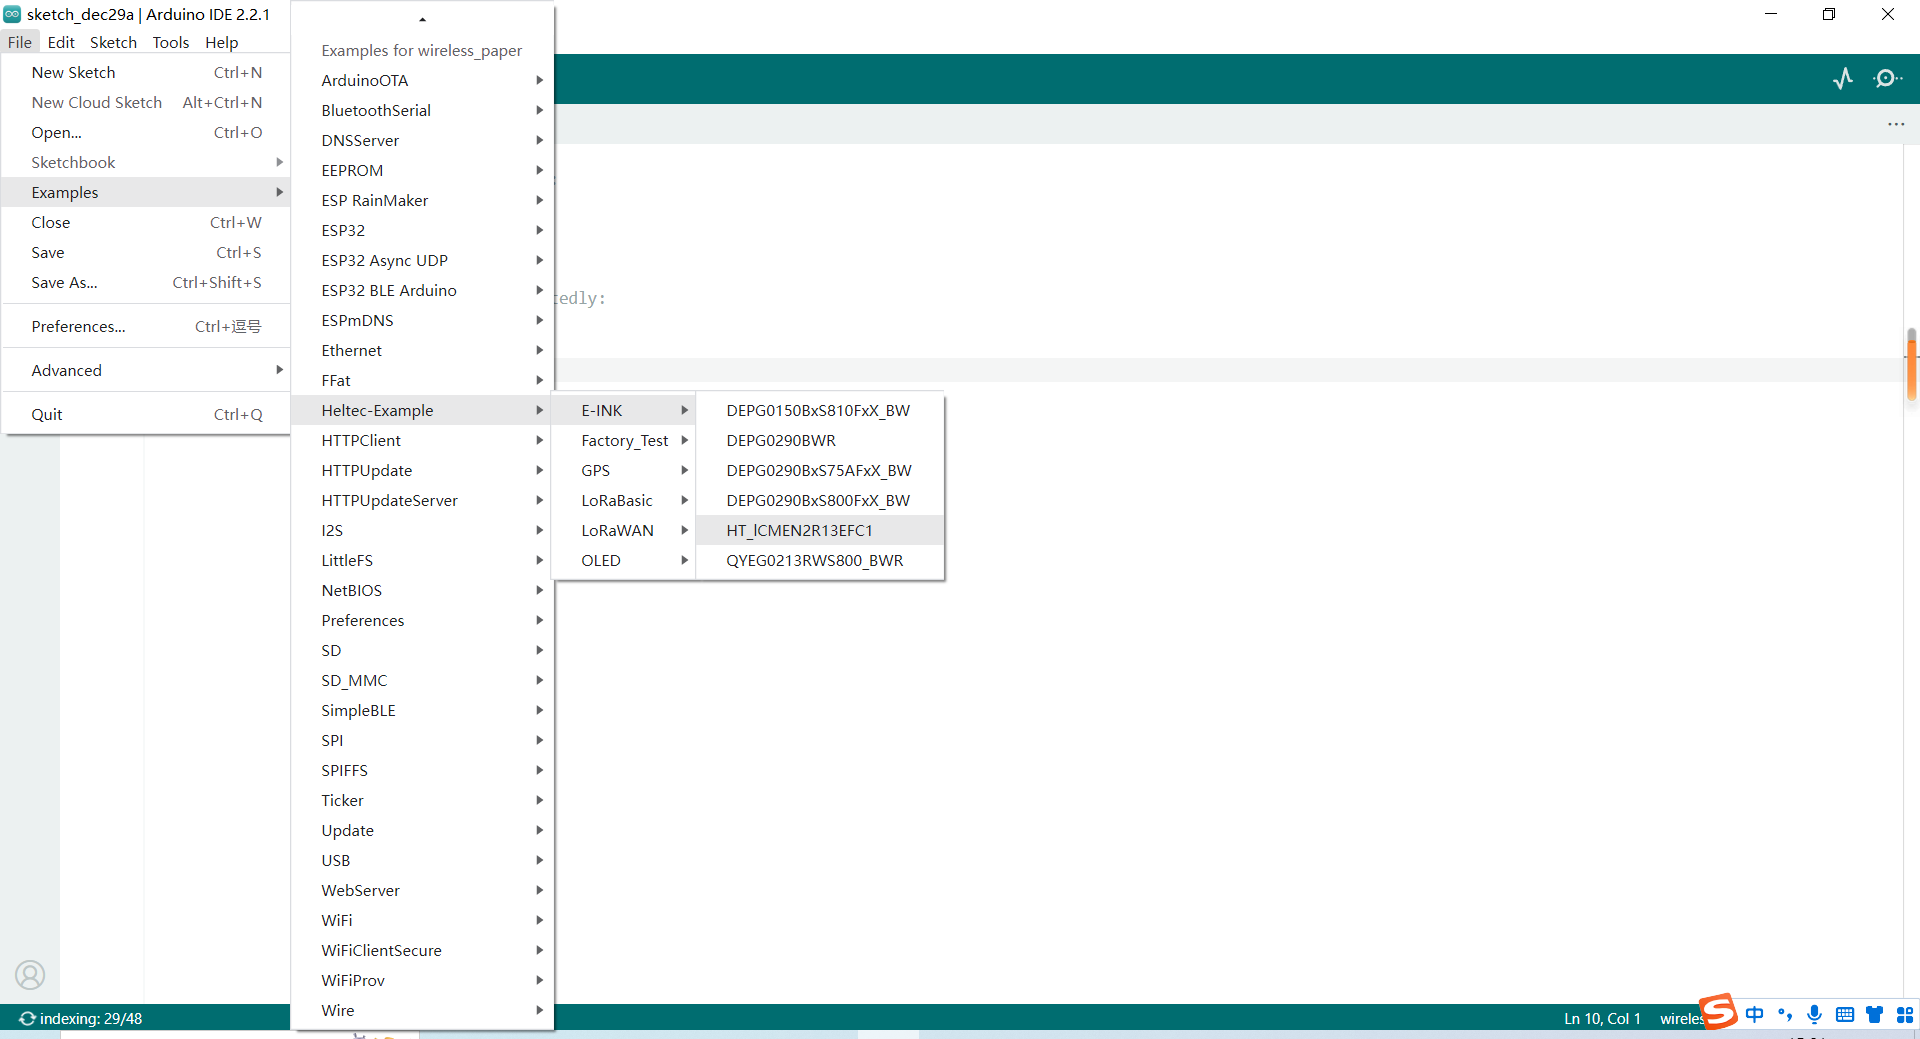 sketch_dec29a | Arduino IDE 2.2.1
File Edit Sketch Tools Help
New Sketch Ctrl+N
New Cloud Sketch Alt+Ctrl+N
Open... Ctrl+O
Sketchbook
Examples
Close Ctrl+W
Save Ctrl+S
Save As... Ctrl+Shift+S
Preferences... Ctrl+逗号
Advanced
Quit Ctrl+Q
Examples for wireless_paper
ArduinoOTA
BluetoothSerial
DNSServer
EEPROM
ESP RainMaker
ESP32
ESP32 Async UDP
ESP32 BLE Arduino
ESPmDNS
Ethernet
FFat
Heltec-Example
HTTPClient
HTTPUpdate
HTTPUpdateServer
I2S
LittleFS
NetBIOS
Preferences
SD
SD_MMC
SimpleBLE
SPI
SPIFFS
Ticker
Update
USB
WebServer
WiFi
WiFiClientSecure
WiFiProv
Wire
E-INK
Factory_Test
GPS
LoRaBasic
LoRaWAN
OLED
DEPG0150BxS810FxX_BW
DEPG0290BWR
DEPG0290BxS75AFxX_BW
DEPG0290BxS800FxX_BW
HT_lCMEN2R13EFC1
QYEG0213RWS800_BWR
tedly:
indexing: 29/48
Ln 10, Col 1 wireles
S 中